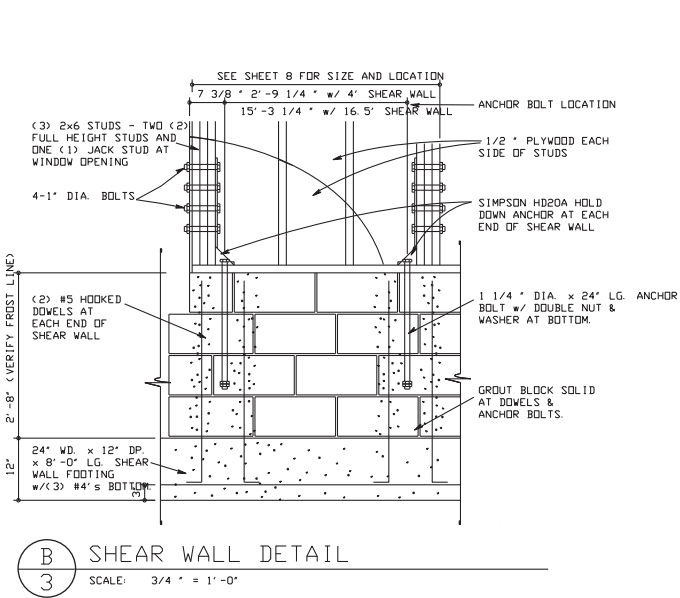 SEE SHEET 8 FOR SIZE AND LOCATION
7 3/8 " 2'-9 1/4 " w/ 4' SHEAR WALL
15'-3 1/4 " w/ 16.5' SHEAR WALL
ANCHOR BOLT LOCATION
(3) 2x6 STUDS - TWO (2)
FULL HEIGHT STUDS AND
ONE (1) JACK STUD AT
WINDOW OPENING
1/2 " PLYWOOD EACH
SIDE OF STUDS
4-1" DIA. BOLTS
SIMPSON HD20A HOLD
DOWN ANCHOR AT EACH
END OF SHEAR WALL
2'-8" (VERIFY FROST LINE)
(2) #5 HOOKED
DOWELS AT
EACH END OF
SHEAR WALL
1 1/4 " DIA. x 24" LG. ANCHOR
BOLT w/ DOUBLE NUT &
WASHER AT BOTTOM.
GROUT BLOCK SOLID
AT DOWELS &
ANCHOR BOLTS.
12"
24" WD. x 12" DP.
x 8'-0" LG. SHEAR
WALL FOOTING
w/(3) #4's BOTTOM.
3"
B
3
SHEAR WALL DETAIL
SCALE: 3/4 " = 1'-0"